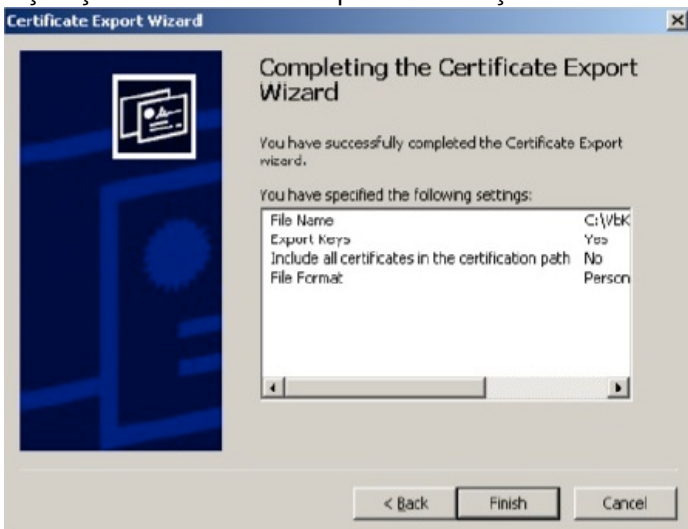 Certificate Export Wizard
Completing the Certificate Export
Wizard
You have successfully completed the Certificate Export
wizard.
You have specified the following settings:
File Name C:\VbK
Export Keys Yes
Include all certificates in the certification path No
File Format Person
< Back Finish Cancel